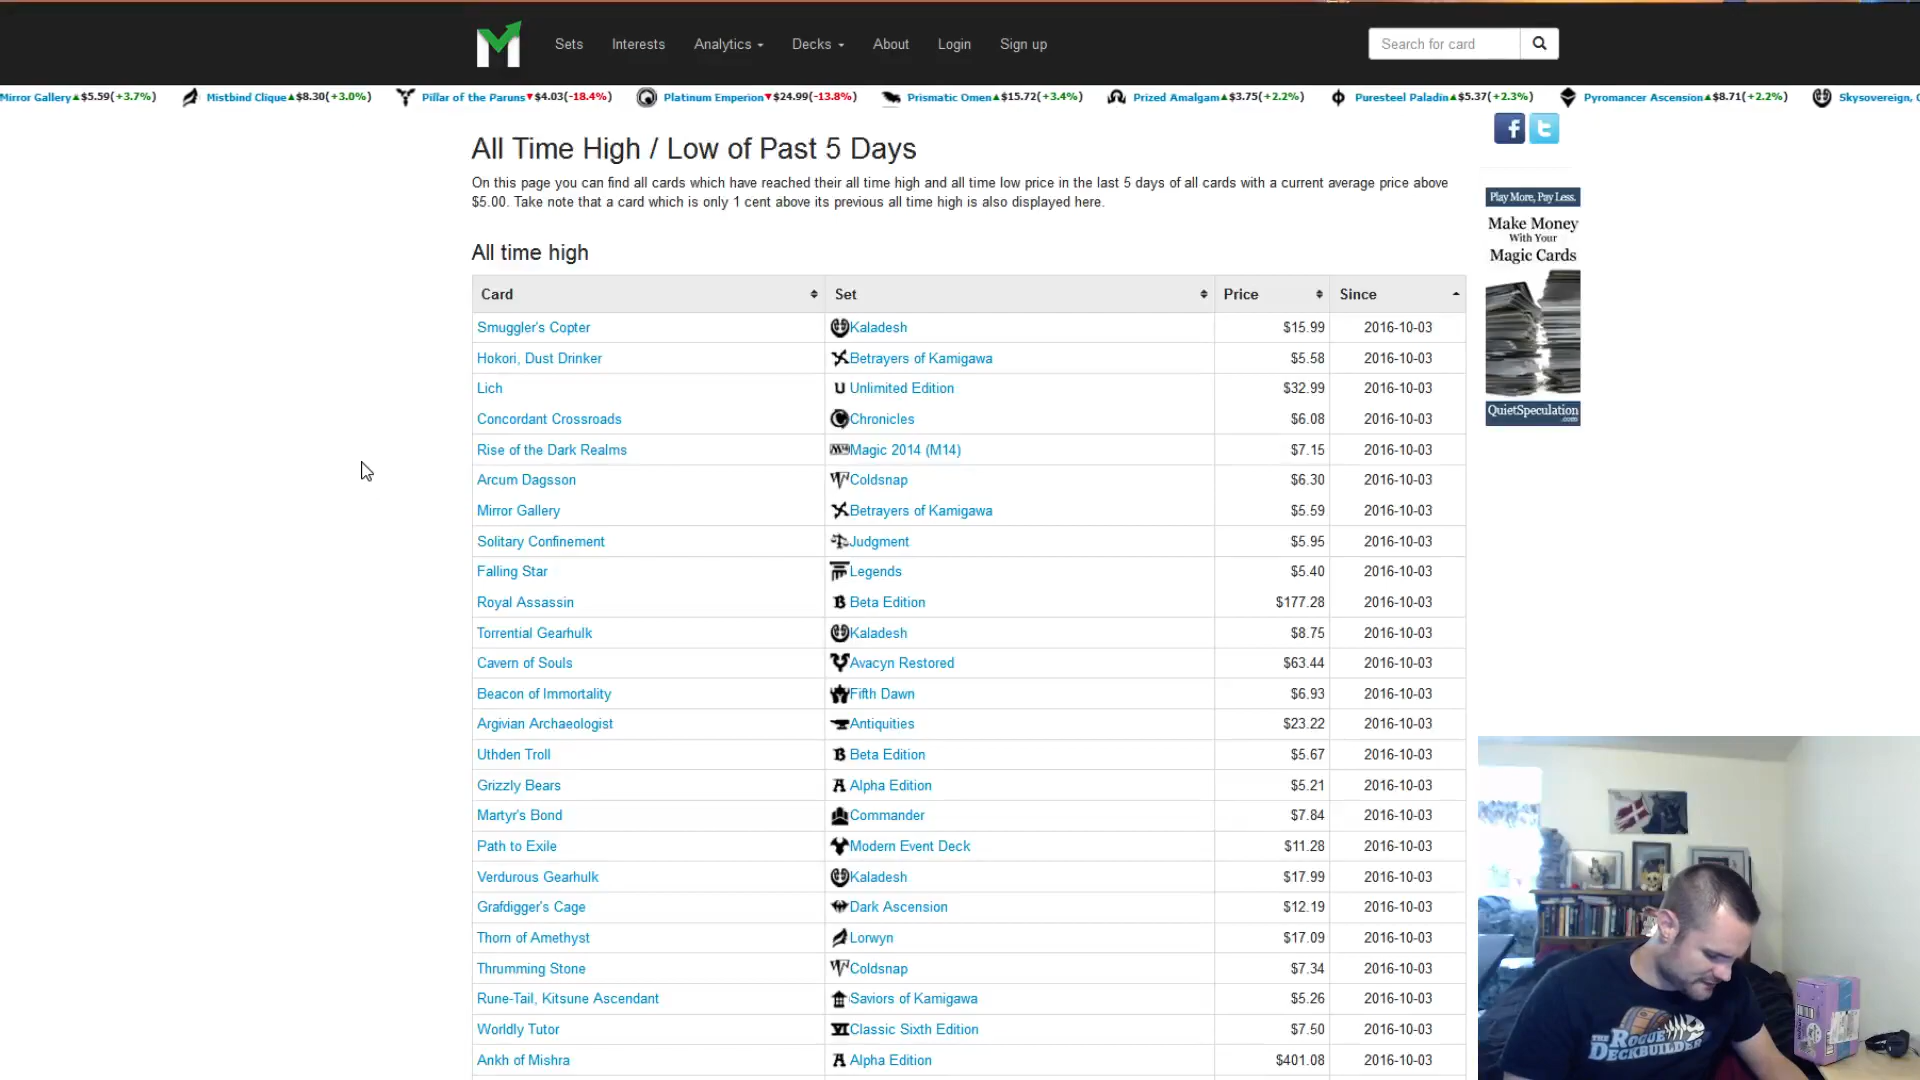 Sets Interests Analytics Decks About Login Sign up Search for card
Mirror Gallery▲$5.59(+3.7%) Mistbind Clique▲$8.30(+3.0%) Pillar of the Paruns▼$4.03(-18.4%) Platinum Emperion▼$24.99(-13.8%) Prismatic Omen▲$15.72(+3.4%) Prized Amalgam▲$3.75(+2.2%) Puresteel Paladin▲$5.37(+2.3%) Pyromancer Ascension▲$8.71(+2.2%) Skysovereign,
All Time High / Low of Past 5 Days
On this page you can find all cards which have reached their all time high and all time low price in the last 5 days of all cards with a current average price above
$5.00. Take note that a card which is only 1 cent above its previous all time high is also displayed here.
All time high
Card Set Price Since
Smuggler's Copter Kaladesh $15.99 2016-10-03
Hokori, Dust Drinker Betrayers of Kamigawa $5.58 2016-10-03
Lich Unlimited Edition $32.99 2016-10-03
Concordant Crossroads Chronicles $6.08 2016-10-03
Rise of the Dark Realms Magic 2014 (M14) $7.15 2016-10-03
Arcum Dagsson Coldsnap $6.30 2016-10-03
Mirror Gallery Betrayers of Kamigawa $5.59 2016-10-03
Solitary Confinement Judgment $5.95 2016-10-03
Falling Star Legends $5.40 2016-10-03
Royal Assassin Beta Edition $177.28 2016-10-03
Torrential Gearhulk Kaladesh $8.75 2016-10-03
Cavern of Souls Avacyn Restored $63.44 2016-10-03
Beacon of Immortality Fifth Dawn $6.93 2016-10-03
Argivian Archaeologist Antiquities $23.22 2016-10-03
Uthden Troll Beta Edition $5.67 2016-10-03
Grizzly Bears Alpha Edition $5.21 2016-10-03
Martyr's Bond Commander $7.84 2016-10-03
Path to Exile Modern Event Deck $11.28 2016-10-03
Verdurous Gearhulk Kaladesh $17.99 2016-10-03
Grafdigger's Cage Dark Ascension $12.19 2016-10-03
Thorn of Amethyst Lorwyn $17.09 2016-10-03
Thrumming Stone Coldsnap $7.34 2016-10-03
Rune-Tail, Kitsune Ascendant Saviors of Kamigawa $5.26 2016-10-03
Worldly Tutor Classic Sixth Edition $7.50 2016-10-03
Ankh of Mishra Alpha Edition $401.08 2016-10-03
Play More, Pay Less.
Make Money
With Your
Magic Cards
QuietSpeculation
.com
THE ROGUE
DECKBUILDER